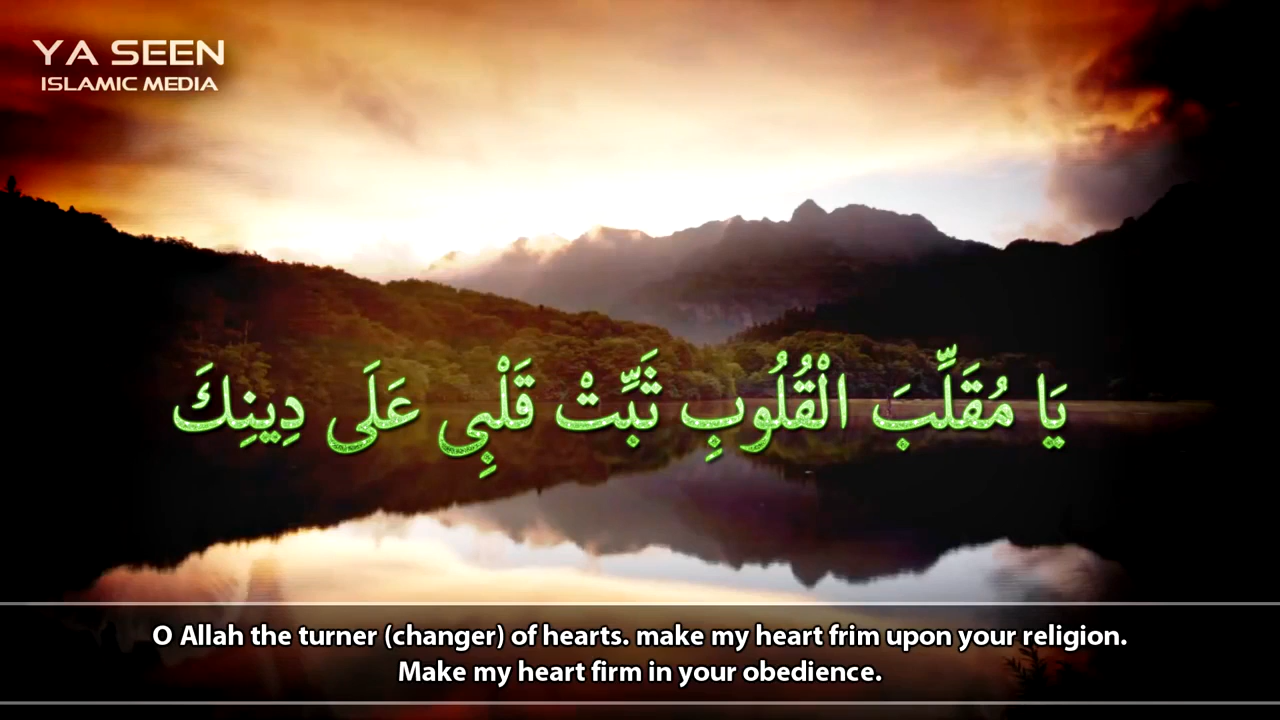 YA SEEN
ISLAMIC MEDIA
يَا مُقَلِّبَ الْقُلُوبِ ثَبِّتْ قَلْبِي عَلَى دِينِكَ
O Allah the turner (changer) of hearts. make my heart frim upon your religion.
Make my heart firm in your obedience.